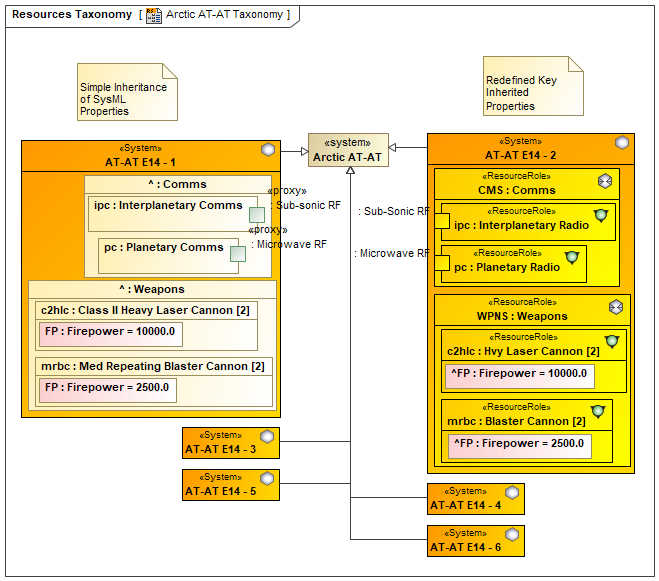 Resources Taxonomy [ Arctic AT-AT Taxonomy ]
Simple Inheritance
of SysML
Properties
Redefined Key
Inherited
Properties
«system»
Arctic AT-AT
«System»
AT-AT E14 - 1
^ : Comms
ipc : Interplanetary Comms
«proxy»
: Sub-sonic RF
pc : Planetary Comms
«proxy»
: Microwave RF
^ : Weapons
c2hlc : Class II Heavy Laser Cannon [2]
FP : Firepower = 10000.0
mrbc : Med Repeating Blaster Cannon [2]
FP : Firepower = 2500.0
«System»
AT-AT E14 - 2
«ResourceRole»
CMS : Comms
: Sub-Sonic RF
«ResourceRole»
ipc : Interplanetary Radio
: Microwave RF
«ResourceRole»
pc : Planetary Radio
«ResourceRole»
WPNS : Weapons
«ResourceRole»
c2hlc : Hvy Laser Cannon [2]
^FP : Firepower = 10000.0
«ResourceRole»
mrbc : Blaster Cannon [2]
^FP : Firepower = 2500.0
«System»
AT-AT E14 - 3
«System»
AT-AT E14 - 5
«System»
AT-AT E14 - 4
«System»
AT-AT E14 - 6